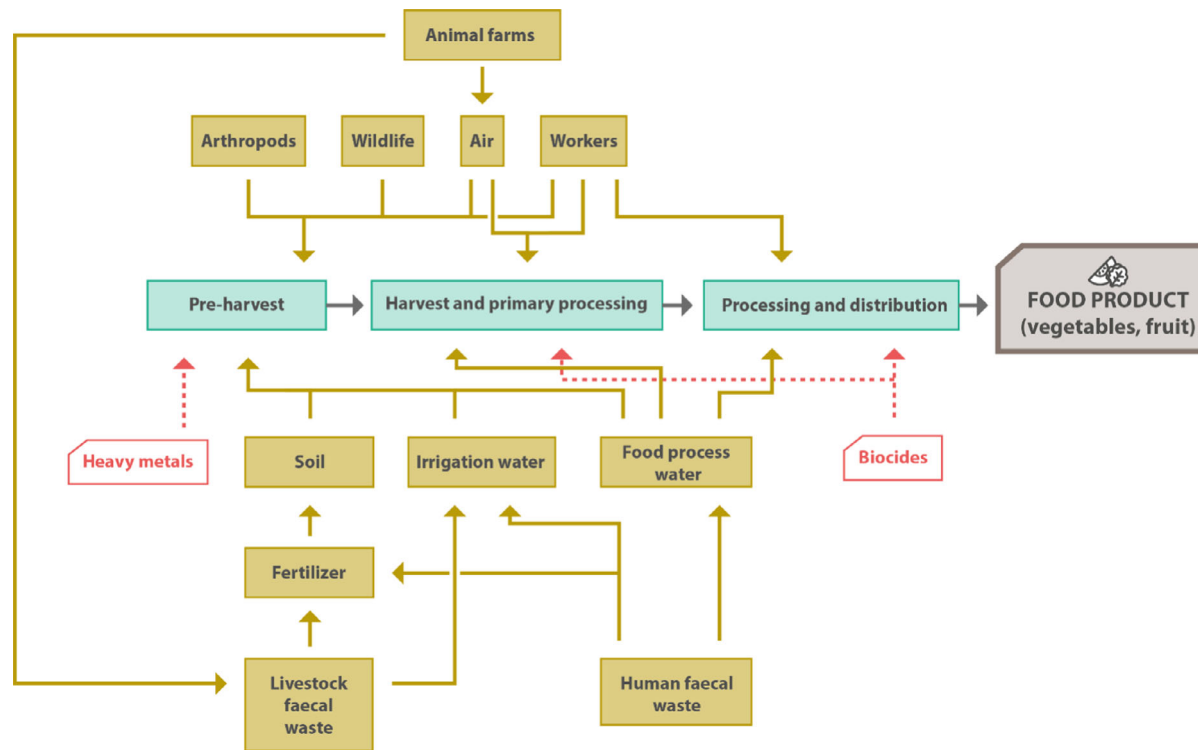 Animal farms
Arthropods
Wildlife
Air
Workers
Pre-harvest
Harvest and primary processing
Processing and distribution
FOOD PRODUCT
(vegetables, fruit)
Heavy metals
Soil
Irrigation water
Food process
water
Biocides
Fertilizer
Livestock
faecal
waste
Human faecal
waste